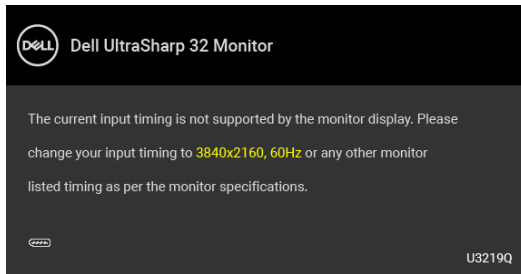 DELL
Dell UltraSharp 32 Monitor
The current input timing is not supported by the monitor display. Please
change your input timing to 3840x2160, 60Hz or any other monitor
listed timing as per the monitor specifications.
U3219Q